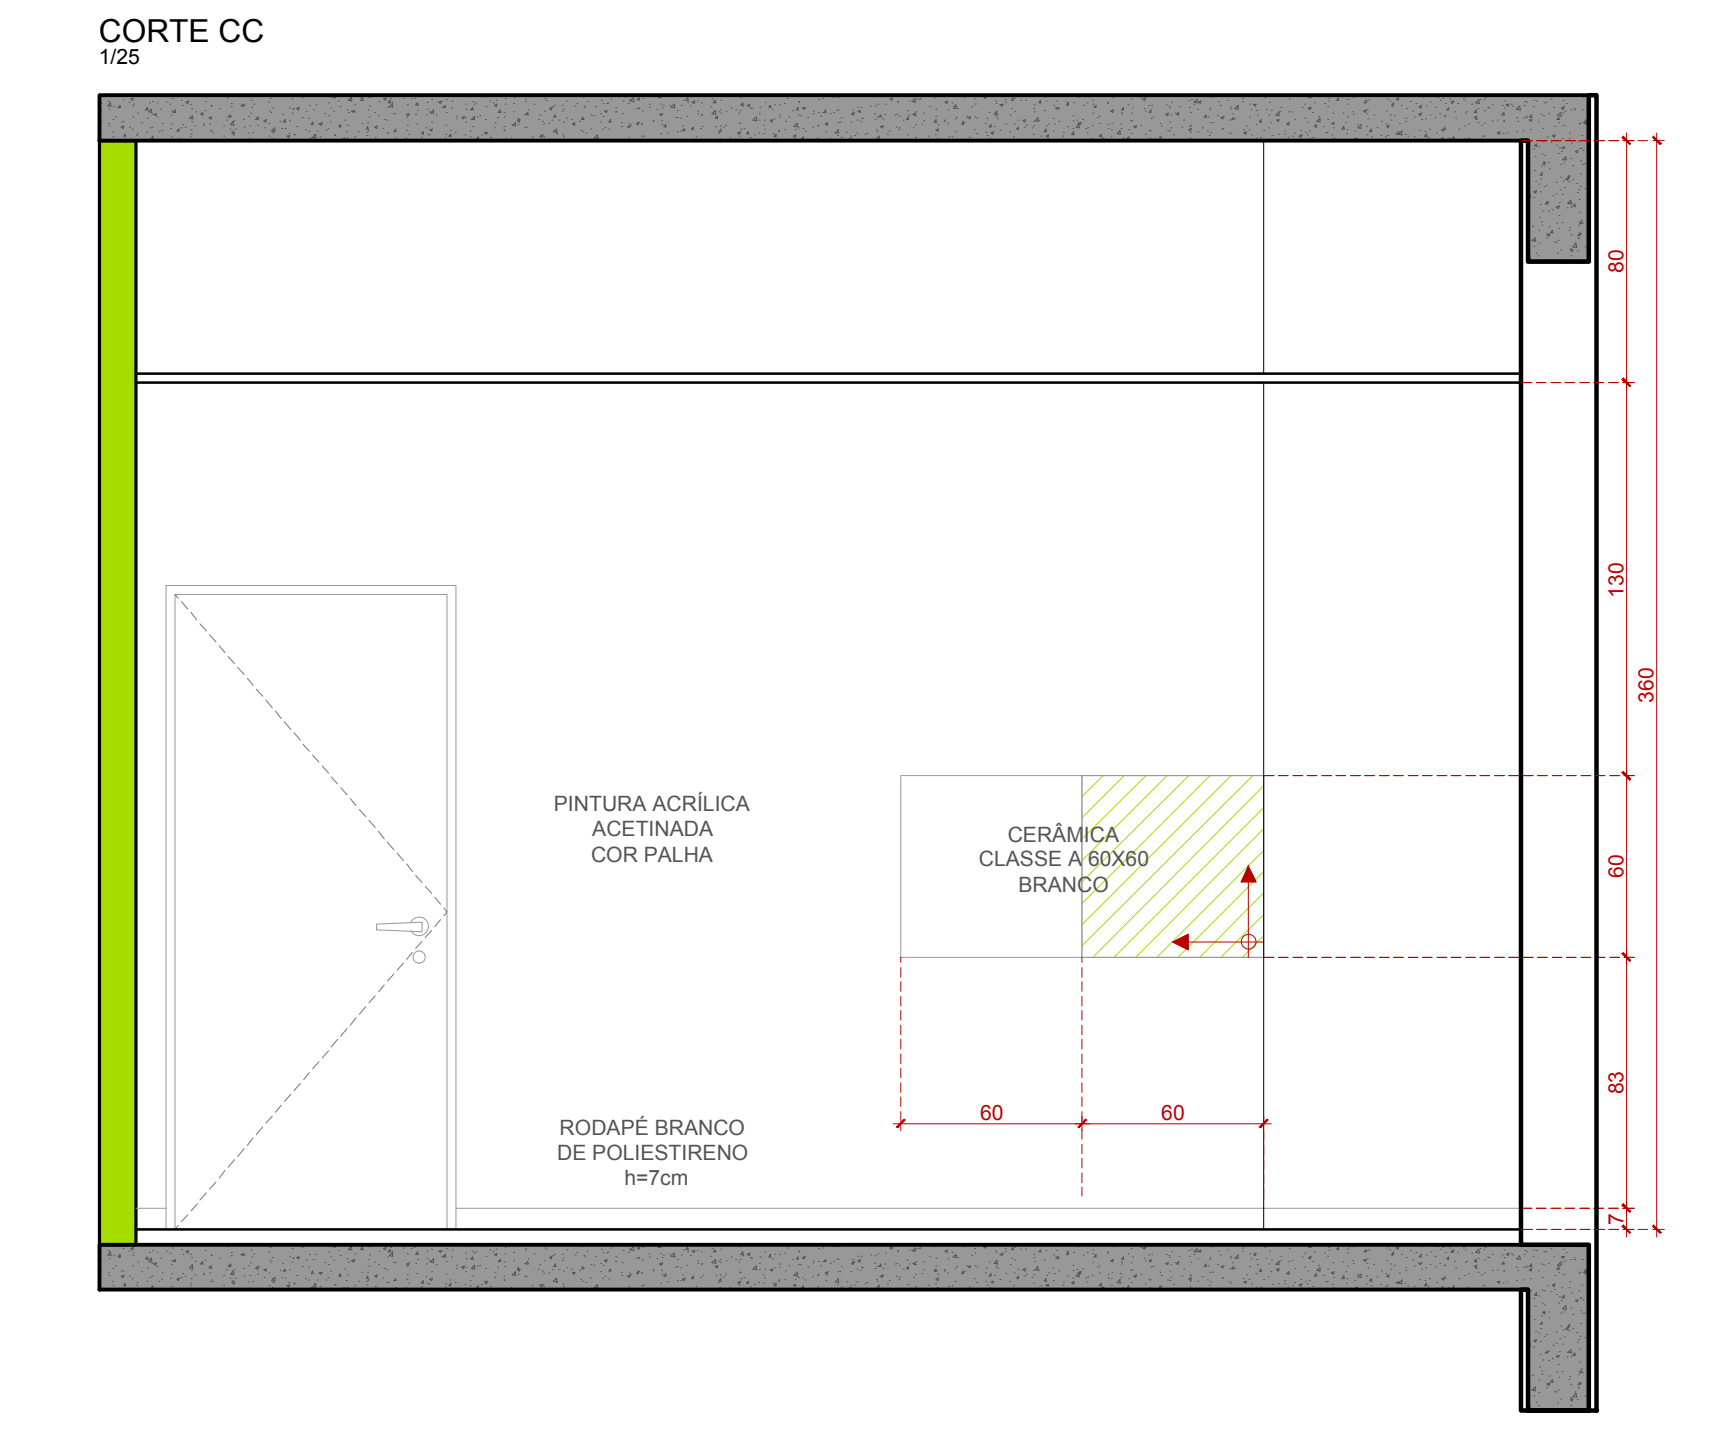 CORTE CC
1/25
80
130
360
PINTURA ACRÍLICA
ACETINADA
COR PALHA
CERÂMICA
CLASSE A 60X60
BRANCO
60
83
60
60
RODAPÉ BRANCO
DE POLIESTIRENO
h=7cm
7